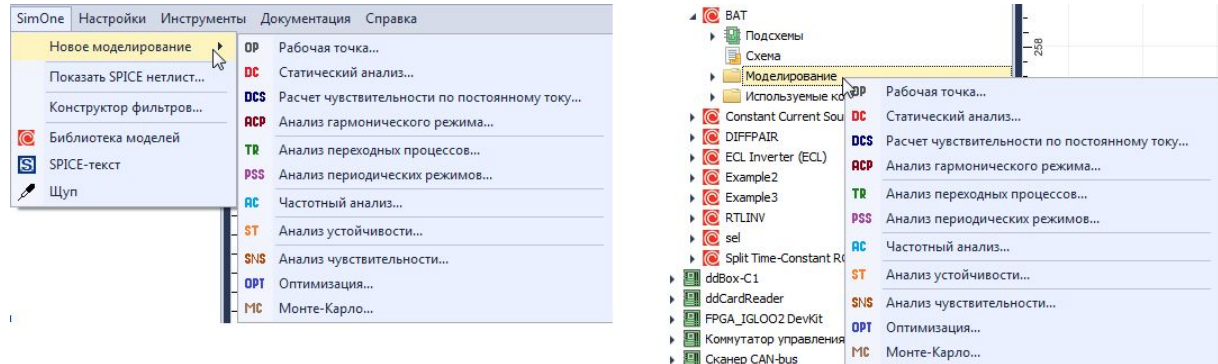 SimOne Настройки Инструменты Документация Справка
Новое моделирование
Показать SPICE нетлист...
Конструктор фильтров...
Библиотека моделей
S SPICE-текст
Щуп
OP Рабочая точка...
DC Статический анализ...
DCS Расчет чувствительности по постоянному току...
ACP Анализ гармонического режима...
TR Анализ переходных процессов...
PSS Анализ периодических режимов...
AC Частотный анализ...
ST Анализ устойчивости...
SNS Анализ чувствительности...
OPT Оптимизация...
MC Монте-Карло...
BAT
Подсхемы
Схема
Моделирование
Используемые ко
Constant Current Sou
DIFFPAIR
ECL Inverter (ECL)
Example2
Example3
RTLINV
sel
Split Time-Constant RC
ddBox-C1
ddCardReader
FPGA_IGLOO2 DevKit
Коммутатор управления
Сканер CAN-bus
258
OP Рабочая точка...
DC Статический анализ...
DCS Расчет чувствительности по постоянному току...
ACP Анализ гармонического режима...
TR Анализ переходных процессов...
PSS Анализ периодических режимов...
AC Частотный анализ...
ST Анализ устойчивости...
SNS Анализ чувствительности...
OPT Оптимизация...
MC Монте-Карло...